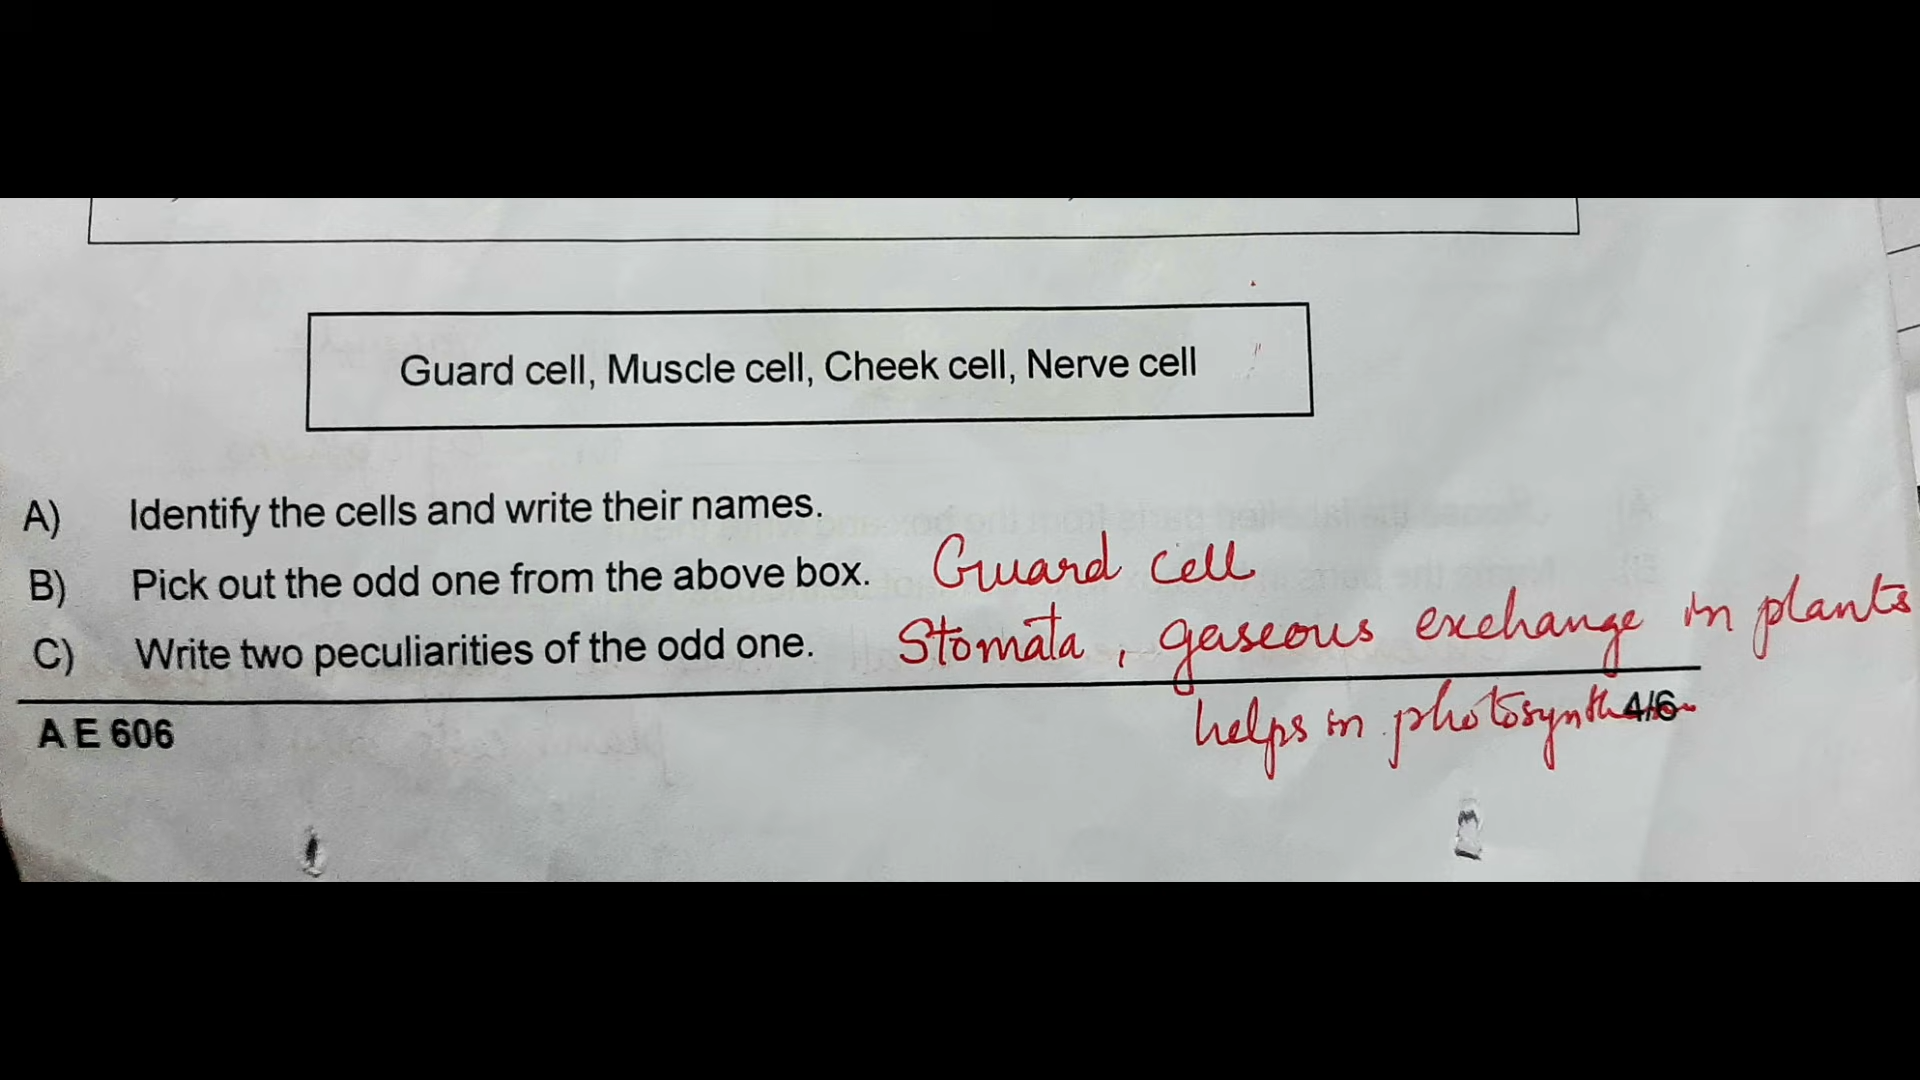 Guard cell, Muscle cell, Cheek cell, Nerve cell
A) Identify the cells and write their names.
B) Pick out the odd one from the above box. Guard cell
C) Write two peculiarities of the odd one. Stomata, gaseous exchange in plants
A E 606 helps in 4/6